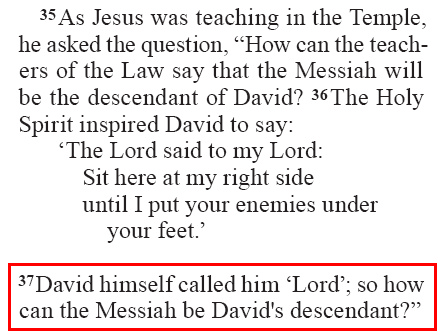 35As Jesus was teaching in the Temple,
he asked the question, “How can the teach-
ers of the Law say that the Messiah will
be the descendant of David? 36The Holy
Spirit inspired David to say:
‘The Lord said to my Lord:
Sit here at my right side
until I put your enemies under
your feet.’
37David himself called him ‘Lord’; so how
can the Messiah be David's descendant?”